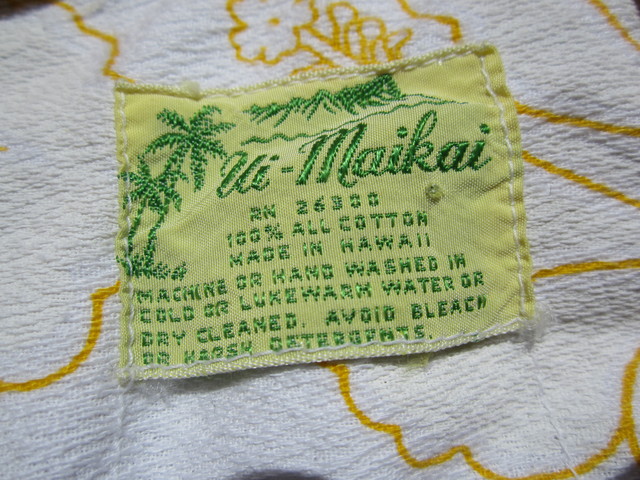 Ui-Maikai
RN 26300
100% ALL COTTON
MADE IN HAWAII
MACHINE OR HAND WASHED IN
COLD OR LUKEWARM WATER OR
DRY CLEANED. AVOID BLEACH
OR HARSH DETERGENTS.